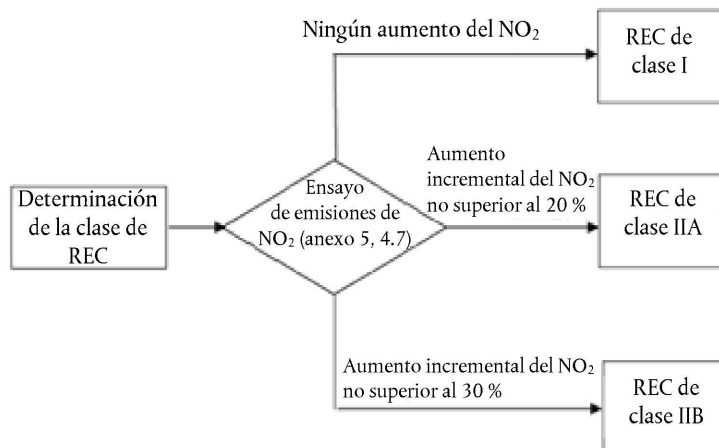 Ningún aumento del NO₂
REC de
clase I
Determinación
de la clase de
REC
Ensayo
de emisiones de
NO₂ (anexo 5, 4.7)
Aumento
incremental del NO₂
no superior al 20 %
REC de
clase IIA
Aumento incremental del NO₂
no superior al 30 %
REC de
clase IIB